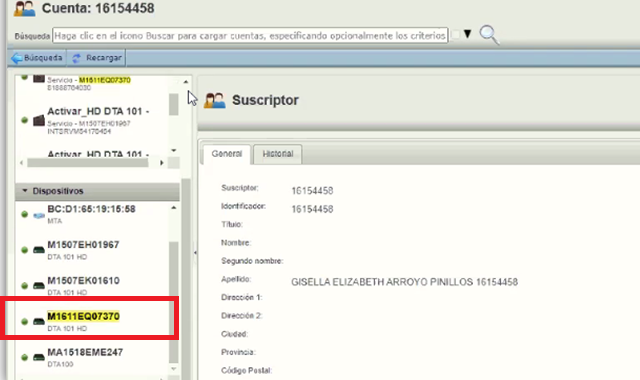 Cuenta: 16154458
Búsqueda
Haga clic en el icono Buscar para cargar cuentas, especificando opcionalmente los criterios
Búsqueda
Recargar
Servicio - M1611EQ07370
Activar_HD DTA 101 -
Servicio - M1507EH01967
INTSRVM54170464
Activar_HD DTA 101 -
Dispositivos
BC:D1:65:19:15:58
MTA
M1507EH01967
DTA 101 HD
M1507EK01610
DTA 101 HD
M1611EQ07370
DTA 101 HD
MA1518EME247
DTA100
Suscriptor
General
Historial
Suscriptor: 16154458
Identificador: 16154458
Título:
Nombre:
Segundo nombre:
Apellido: GISELLA ELIZABETH ARROYO PINILLOS 16154458
Dirección 1:
Dirección 2:
Ciudad:
Provincia:
Código Postal: